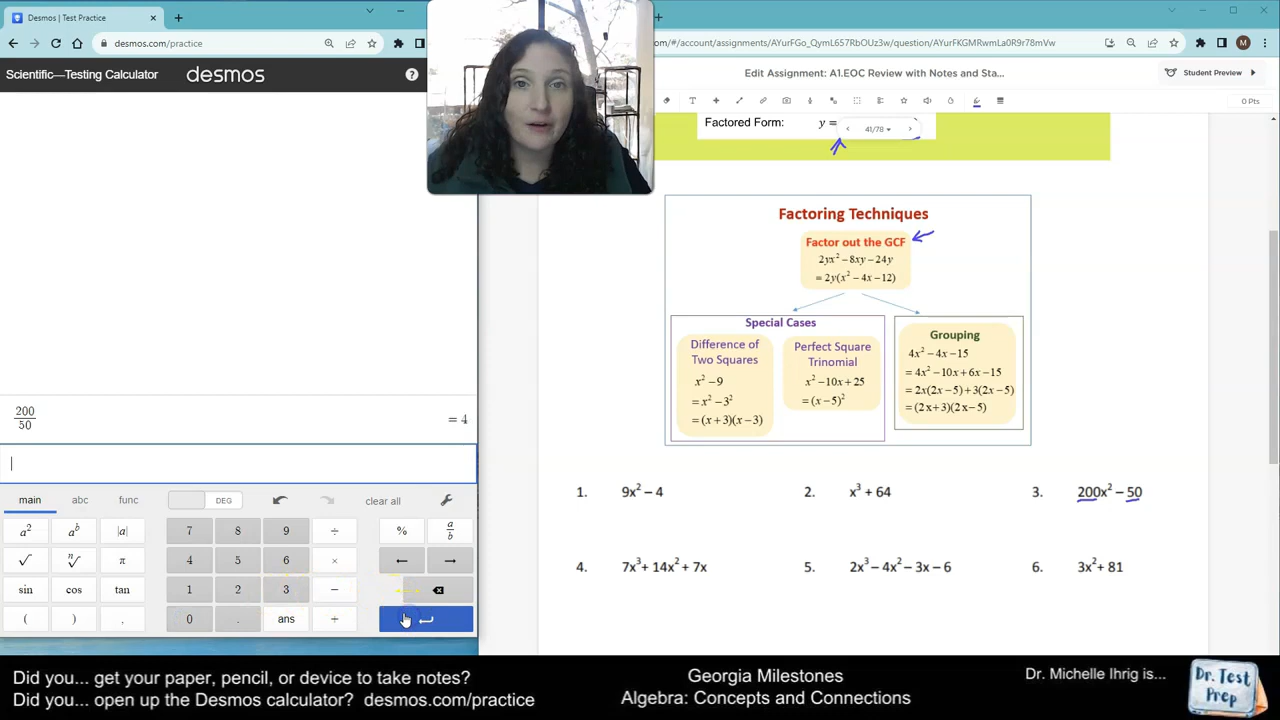 Desmos | Test Practice
desmos.com/practice
com/#/account/assignments/AYurFGo_QymL657RbOUz3w/question/AYurFKGMRwmLa0R9r78mVw
M
Scientific—Testing Calculator
desmos
?
Edit Assignment: A1.EOC Review with Notes and Sta...
Student Preview
0 Pts
Factored Form: y=
41/78
Factoring Techniques
Factor out the GCF
2yx² − 8xy − 24y
= 2y(x² − 4x − 12)
Special Cases
Difference of
Two Squares
x² − 9
= x² − 3²
= (x + 3)(x − 3)
Perfect Square
Trinomial
x² − 10x + 25
= (x − 5)²
Grouping
4x² − 4x − 15
= 4x² − 10x + 6x − 15
= 2x(2x − 5) + 3(2x − 5)
= (2x + 3)(2x − 5)
200/50
= 4
main abc func DEG clear all
a² aᵇ |a| 7 8 9 ÷ % a/b
√ ⁿ√ π 4 5 6 × ← →
sin cos tan 1 2 3 −
( ) , 0 . ans +
1. 9x² − 4
2. x³ + 64
3. 200x² − 50
4. 7x³ + 14x² + 7x
5. 2x³ − 4x² − 3x − 6
6. 3x² + 81
Did you... get your paper, pencil, or device to take notes?
Did you... open up the Desmos calculator? desmos.com/practice
Georgia Milestones
Algebra: Concepts and Connections
Dr. Michelle Ihrig is...
Dr. Test
Prep